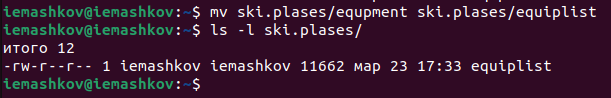 iemashkov@iemashkov:~$ mv ski.plases/equpment ski.plases/equiplist
iemashkov@iemashkov:~$ ls -l ski.plases/
итого 12
-rw-r--r-- 1 iemashkov iemashkov 11662 мар 23 17:33 equiplist
iemashkov@iemashkov:~$